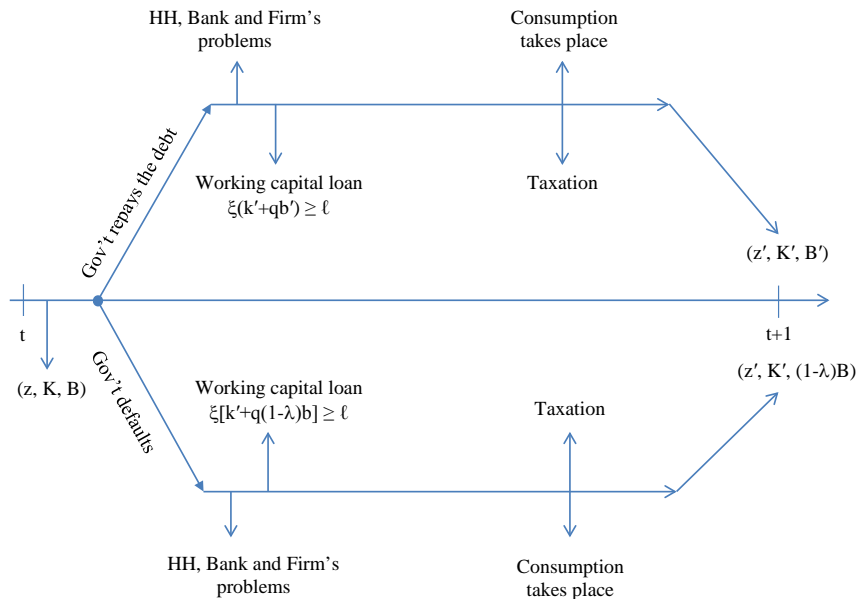 HH, Bank and Firm’s
problems
Consumption
takes place
Gov’t repays the debt
Working capital loan
ξ(k′+qb′) ≥ ℓ
Taxation
(z′, K′, B′)
t
t+1
(z, K, B)
Gov’t defaults
(z′, K′, (1-λ)B)
Working capital loan
ξ[k′+q(1-λ)b] ≥ ℓ
Taxation
HH, Bank and Firm’s
problems
Consumption
takes place